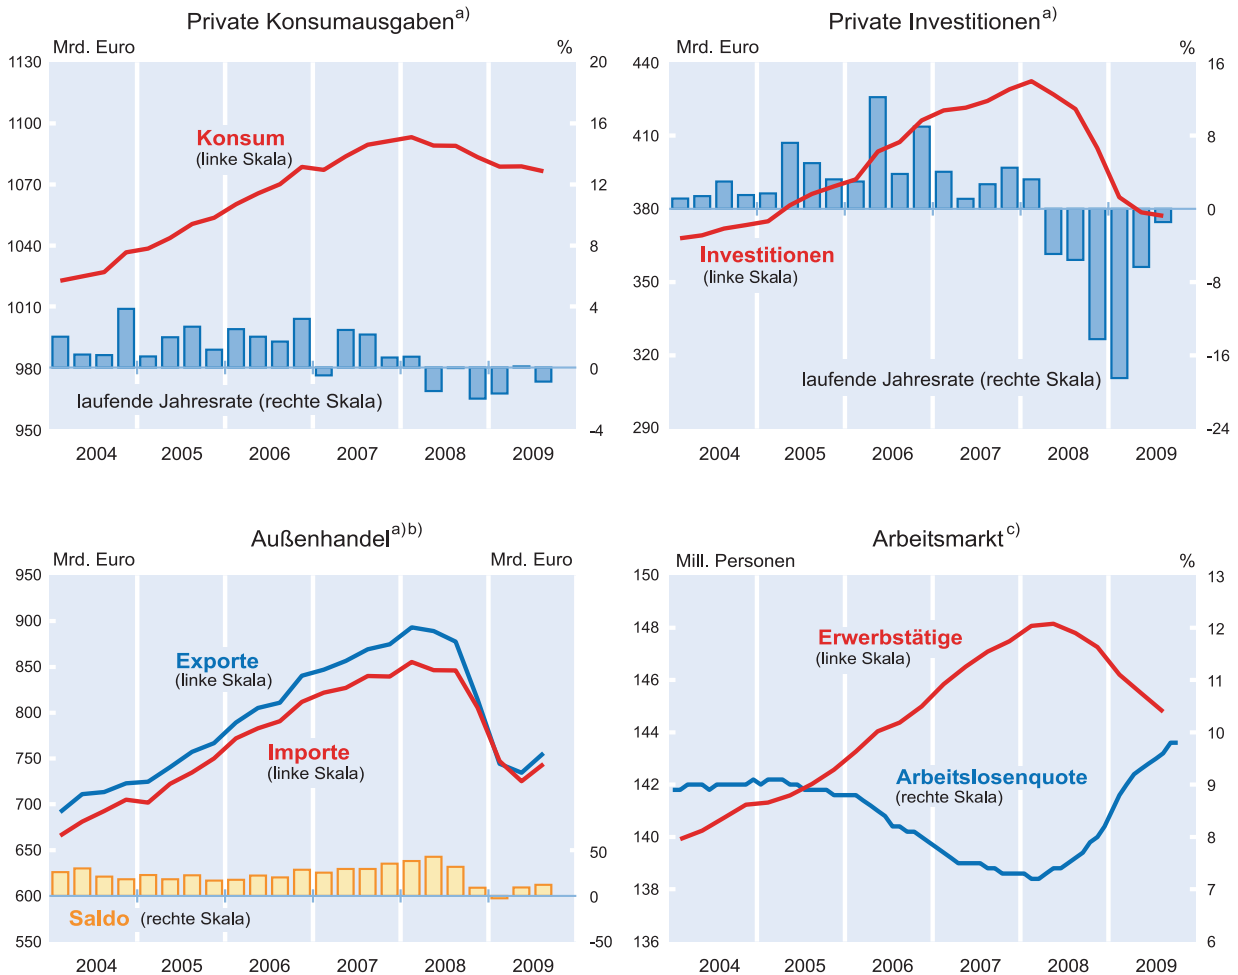 Private Konsumausgaben a)
Mrd. Euro %
1130 20
1100 16
1070 12
1040 8
1010 4
980 0
950 -4
Konsum
(linke Skala)
laufende Jahresrate (rechte Skala)
2004 2005 2006 2007 2008 2009
Private Investitionen a)
Mrd. Euro %
440 16
410 8
380 0
350 -8
320 -16
290 -24
Investitionen
(linke Skala)
laufende Jahresrate (rechte Skala)
2004 2005 2006 2007 2008 2009
Außenhandel a) b)
Mrd. Euro Mrd. Euro
950
900
850
800
750
700
650 50
600 0
550 -50
Exporte
(linke Skala)
Importe
(linke Skala)
Saldo (rechte Skala)
2004 2005 2006 2007 2008 2009
Arbeitsmarkt c)
Mill. Personen %
150 13
148 12
146 11
144 10
142 9
140 8
138 7
136 6
Erwerbstätige
(linke Skala)
Arbeitslosenquote
(rechte Skala)
2004 2005 2006 2007 2008 2009